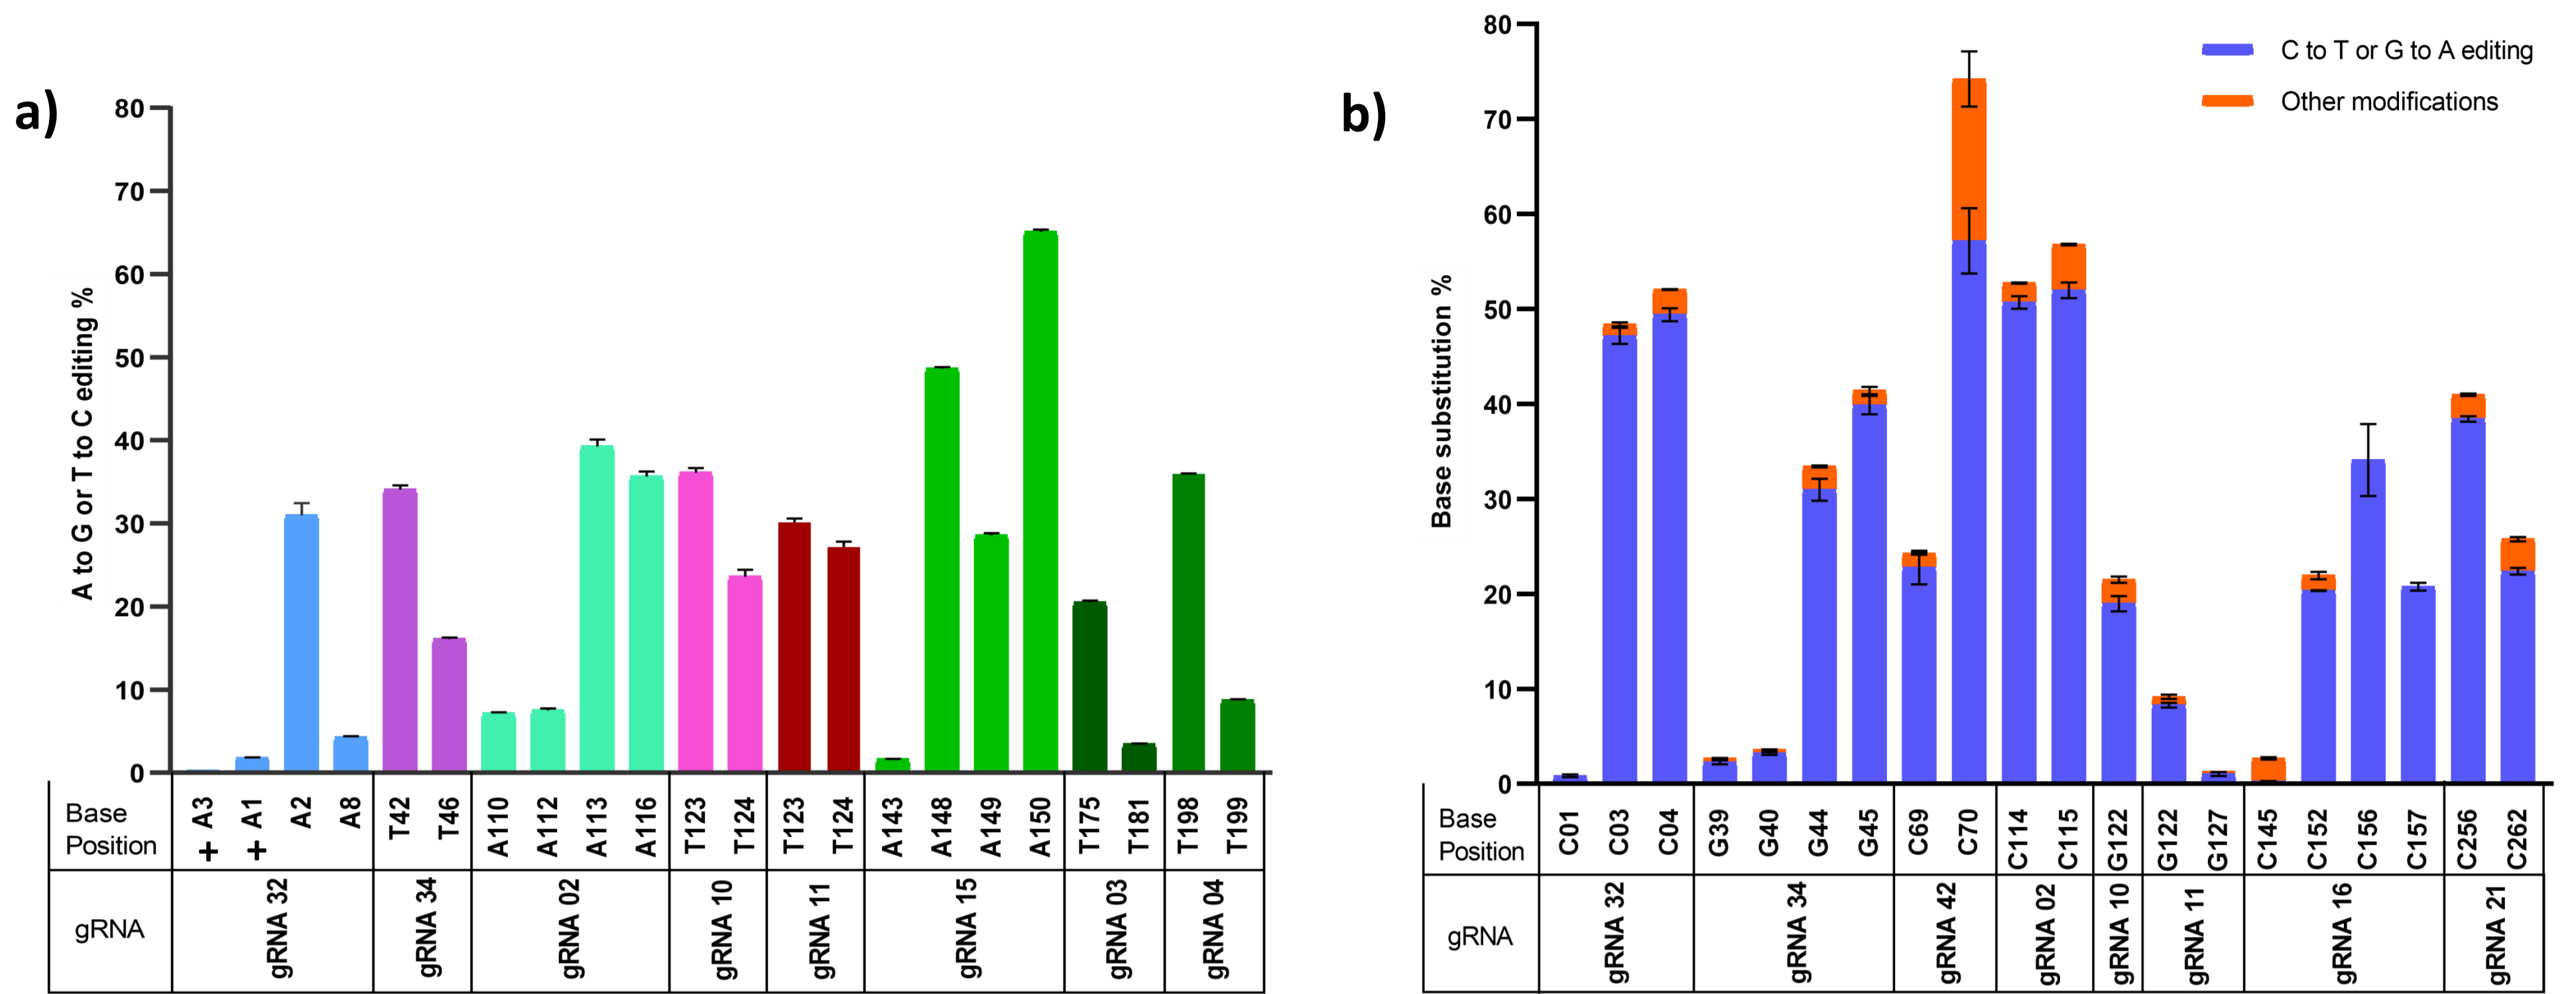 a)
A to G or T to C editing %
80
70
60
50
40
30
20
10
0
Base Position
+ A3
+ A1
A2
A8
T42
T46
A110
A112
A113
A116
T123
T124
T123
T124
A143
A148
A149
A150
T175
T181
T198
T199
gRNA
gRNA 32
gRNA 34
gRNA 02
gRNA 10
gRNA 11
gRNA 15
gRNA 03
gRNA 04
b)
C to T or G to A editing
Other modifications
Base substitution %
80
70
60
50
40
30
20
10
0
Base Position
C01
C03
C04
G39
G40
G44
G45
C69
C70
C114
C115
G122
G122
G127
C145
C152
C156
C157
C256
C262
gRNA
gRNA 32
gRNA 34
gRNA 42
gRNA 02
gRNA 10
gRNA 11
gRNA 16
gRNA 21